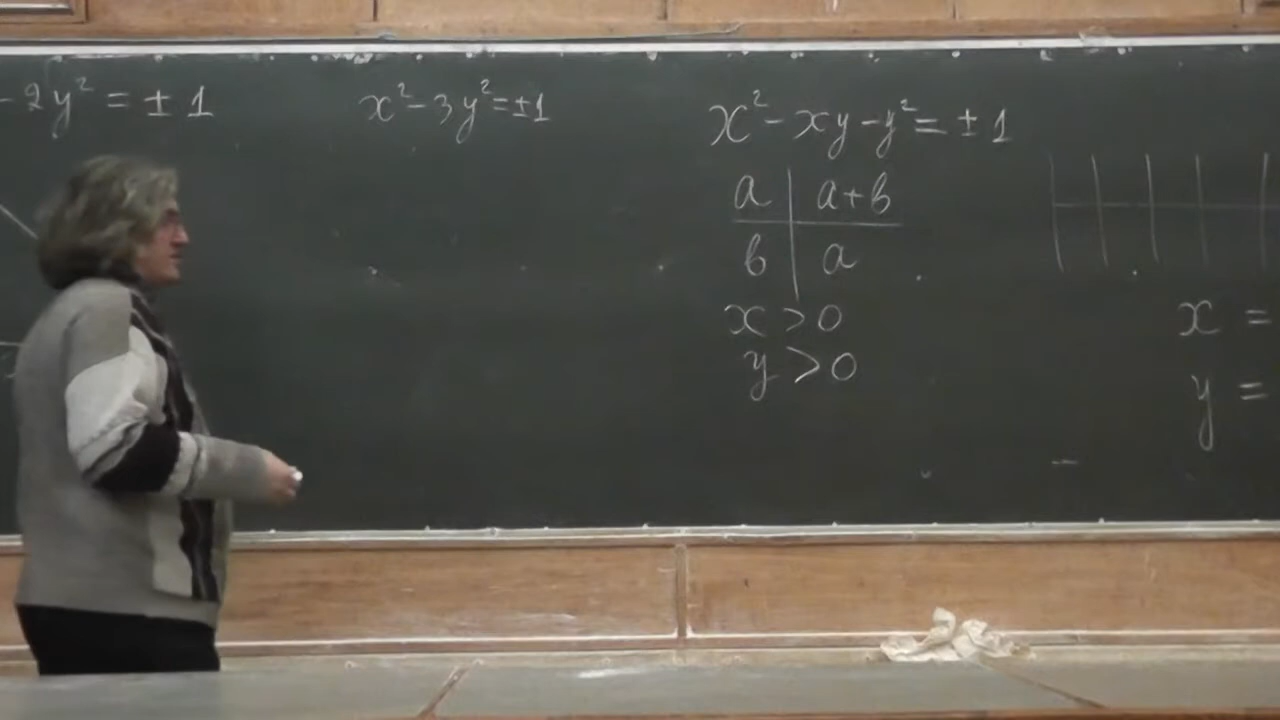 - 2y² = ± 1
x² - 3y² = ±1
x² - xy - y² = ± 1
a | a+b
b | a
x > 0
y > 0
x =
y =